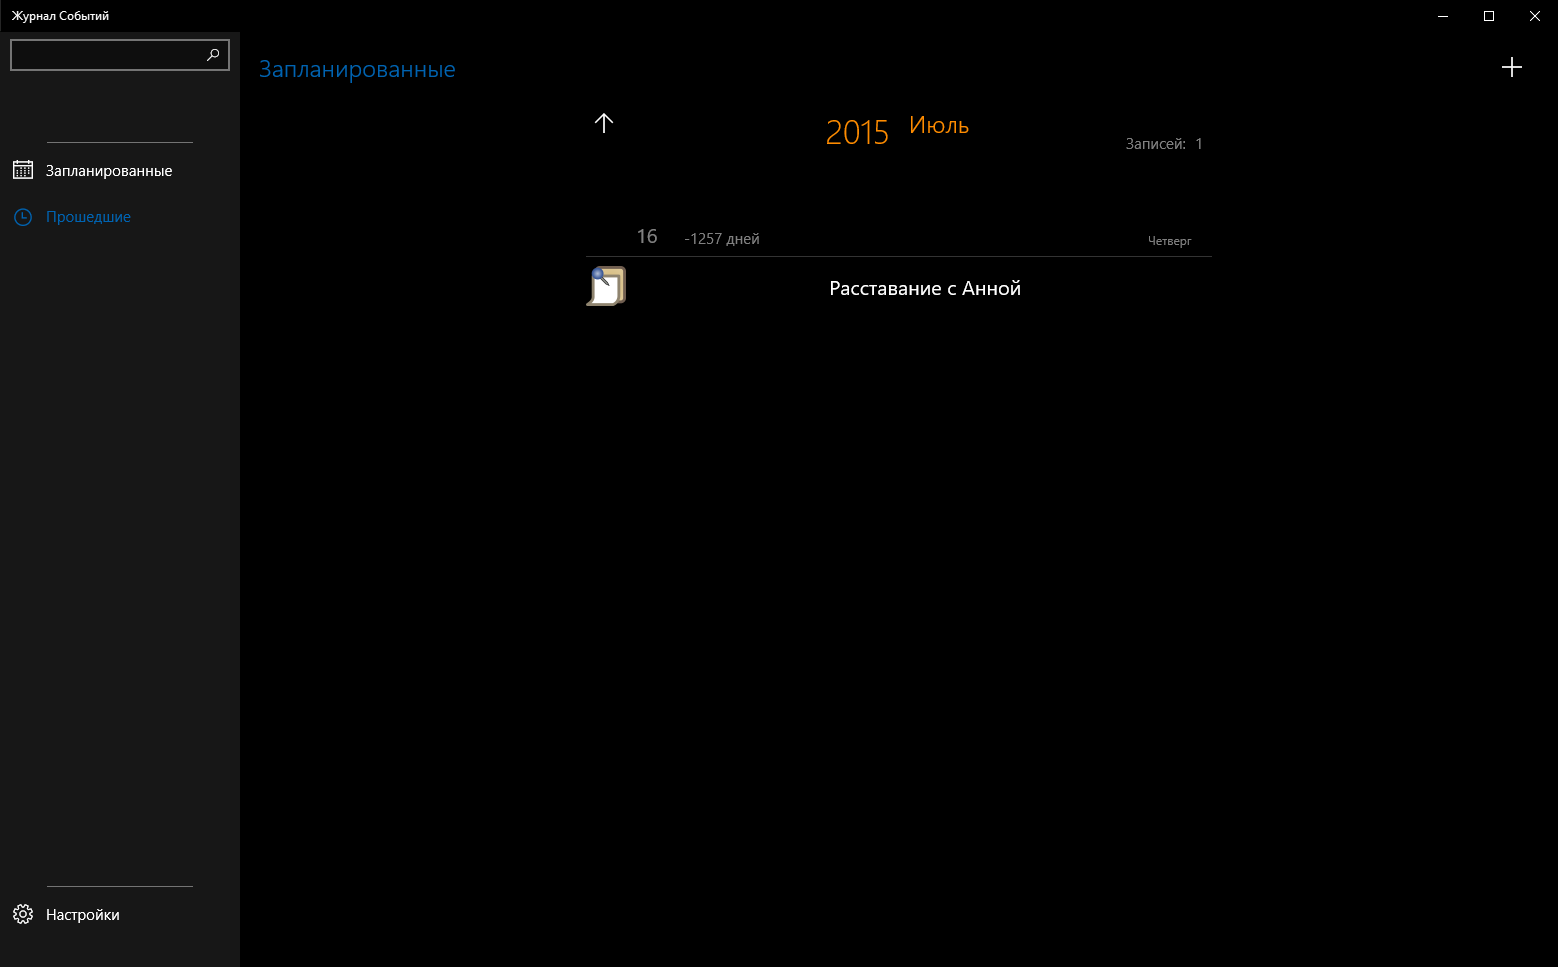 Журнал Событий
Запланированные
2015 Июль
Записей: 1
Запланированные
Прошедшие
16 -1257 дней Четверг
Расставание с Анной
Настройки